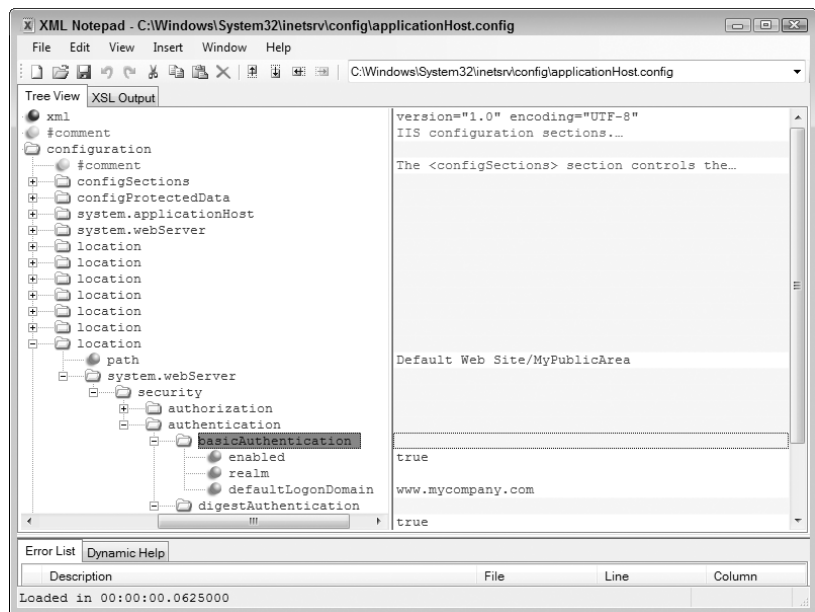 XML Notepad - C:\Windows\System32\inetsrv\config\applicationHost.config
File Edit View Insert Window Help
C:\Windows\System32\inetsrv\config\applicationHost.config
Tree View XSL Output
xml version="1.0" encoding="UTF-8"
#comment IIS configuration sections.…
configuration
#comment The <configSections> section controls the…
configSections
configProtectedData
system.applicationHost
system.webServer
location
location
location
location
location
location
location
path Default Web Site/MyPublicArea
system.webServer
security
authorization
authentication
basicAuthentication
enabled true
realm
defaultLogonDomain www.mycompany.com
digestAuthentication
true
Error List Dynamic Help
Description File Line Column
Loaded in 00:00:00.0625000